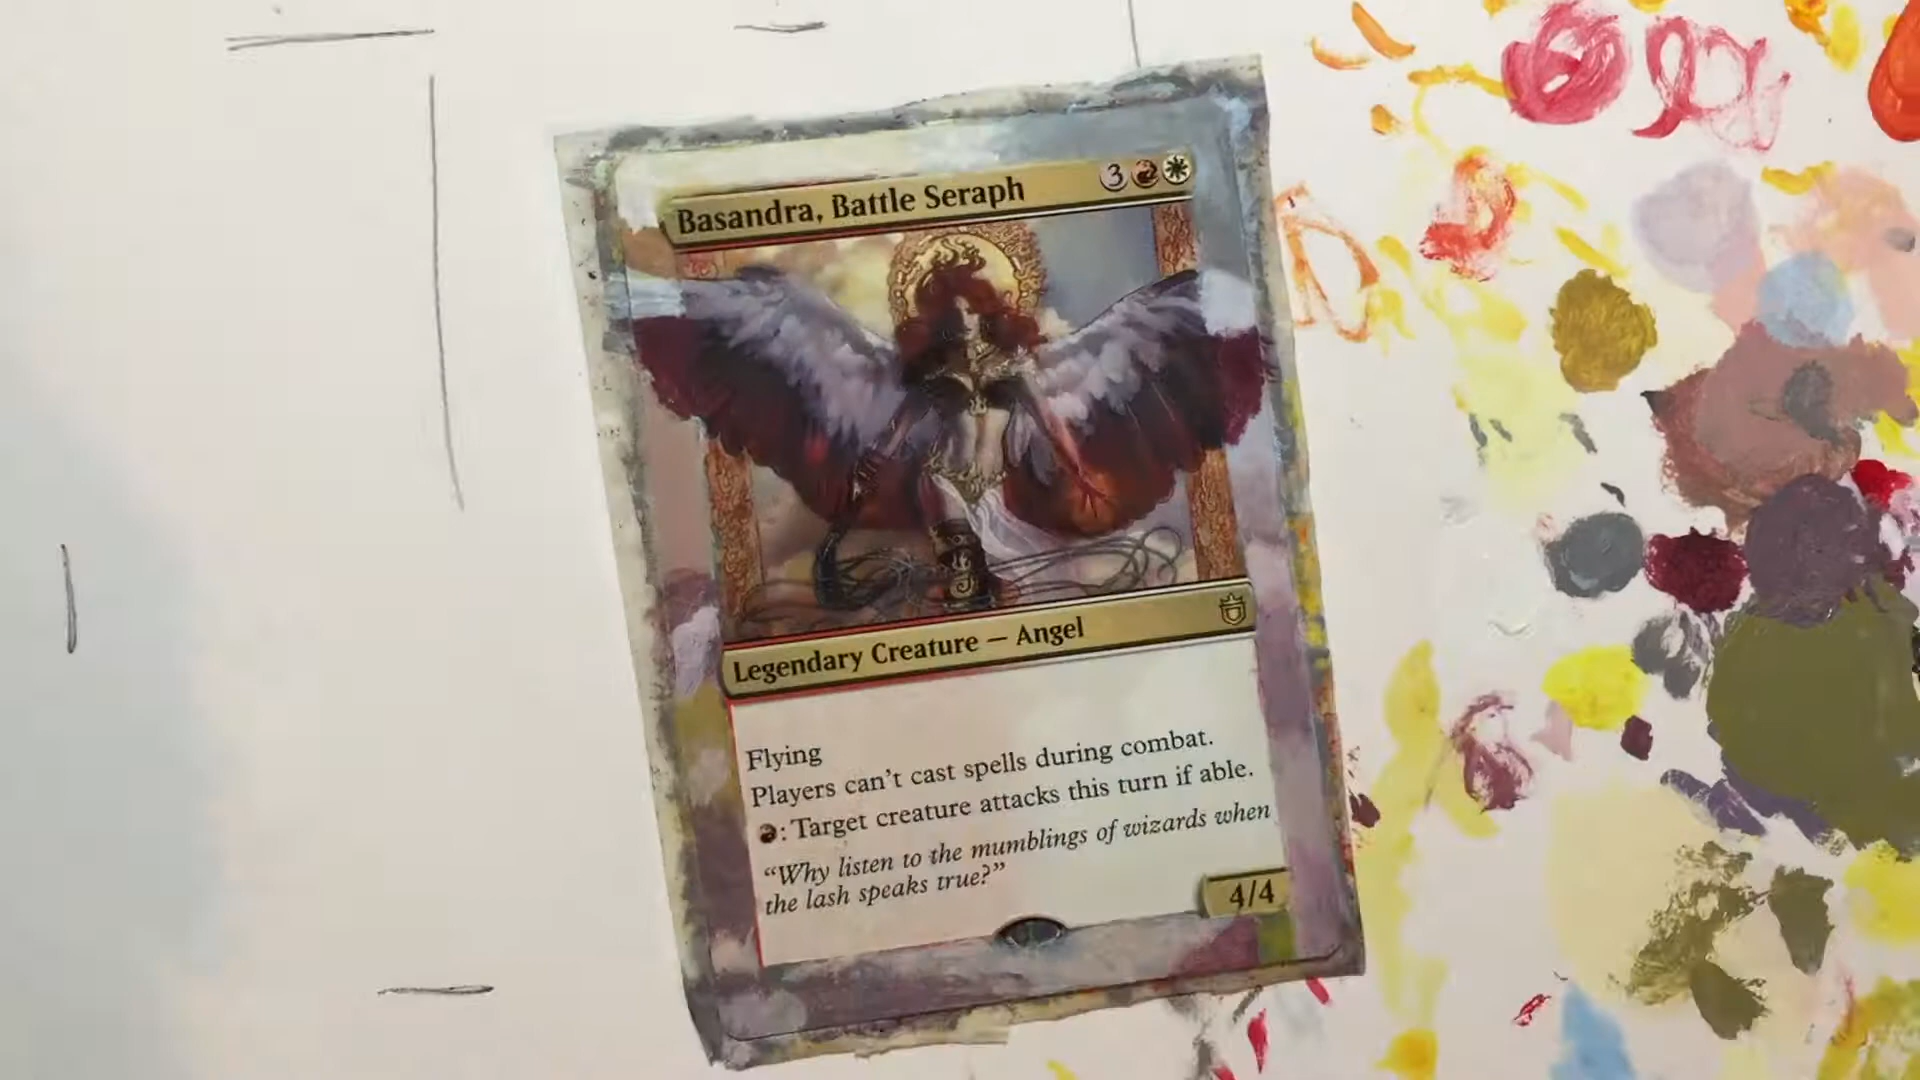 Basandra, Battle Seraph 3
Legendary Creature — Angel
Flying
Players can't cast spells during combat.
: Target creature attacks this turn if able.
“Why listen to the mumblings of wizards when
the lash speaks true?”
4/4